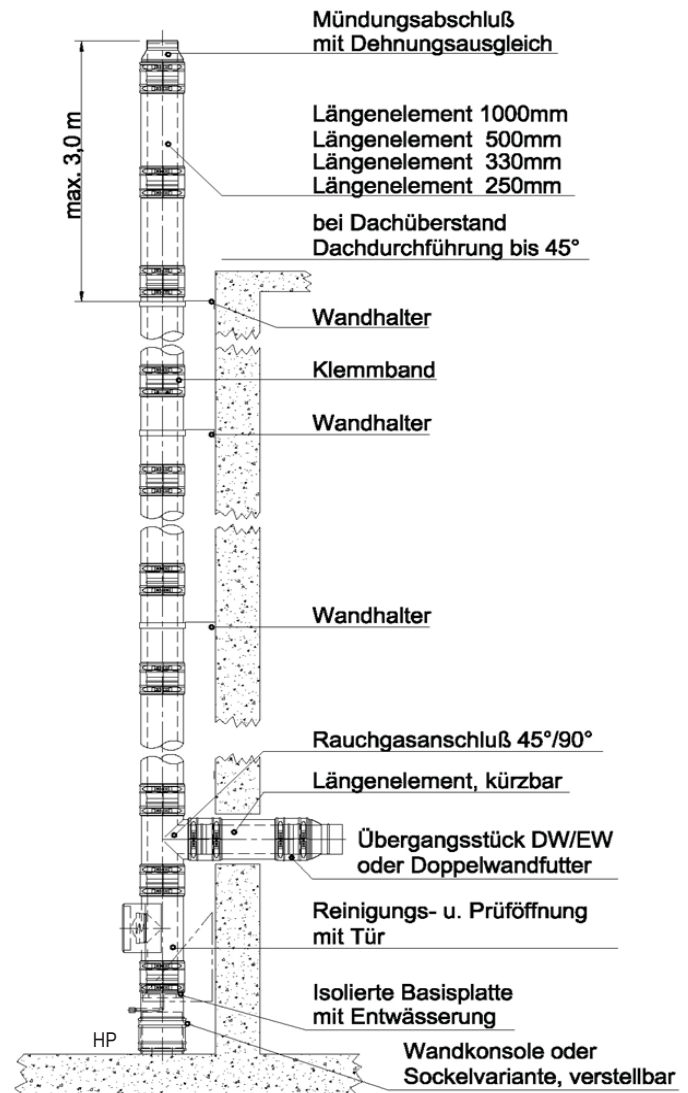 Mündungsabschluß
mit Dehnungsausgleich
max. 3,0 m
Längenelement 1000mm
Längenelement 500mm
Längenelement 330mm
Längenelement 250mm
bei Dachüberstand
Dachdurchführung bis 45°
Wandhalter
Klemmband
Wandhalter
Wandhalter
Rauchgasanschluß 45°/90°
Längenelement, kürzbar
Übergangsstück DW/EW
oder Doppelwandfutter
Reinigungs- u. Prüföffnung
mit Tür
Isolierte Basisplatte
mit Entwässerung
HP
Wandkonsole oder
Sockelvariante, verstellbar